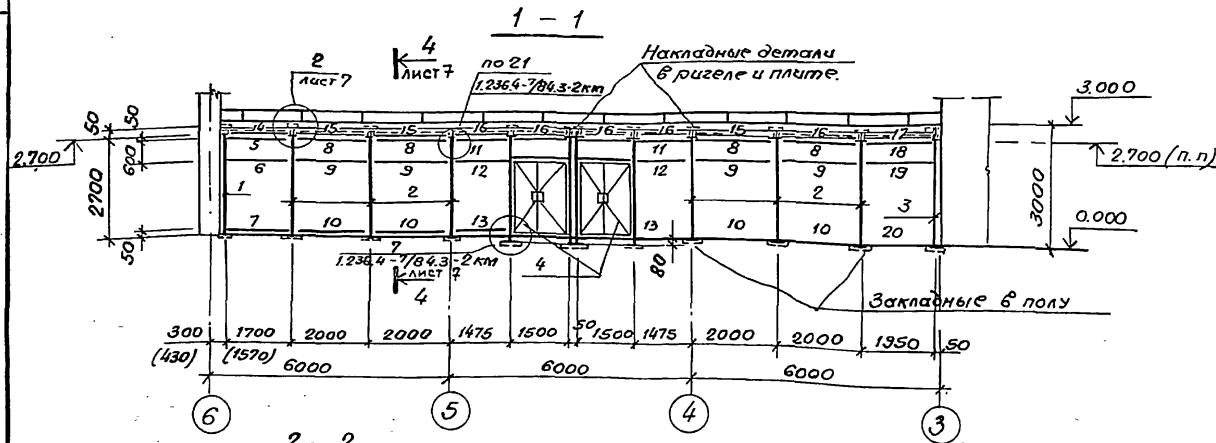 1 - 1
2
лист 7
4
лист 7
по 21
1.236.4-7/84.3-2км
Накладные детали
в ригеле и плите.
3.000
50
50
14 15 15 16 16 16 16 15 16 17
2.700
600
5 8 8 11 11 8 8 18
2.700 (п.п)
6 9 9 12 12 9 9 19
2700
1 2 2 3
3000
0.000
7 10 10 13 13 10 10 20
50
7
1.236.4-7/84.3-2км
лист 7
4
4
80
Закладные в полу
300 1700 2000 2000 1475 1500 50 1500 1475 2000 2000 1950 50
(430) (1570)
6000 6000 6000
6 5 4 3
2 - 2